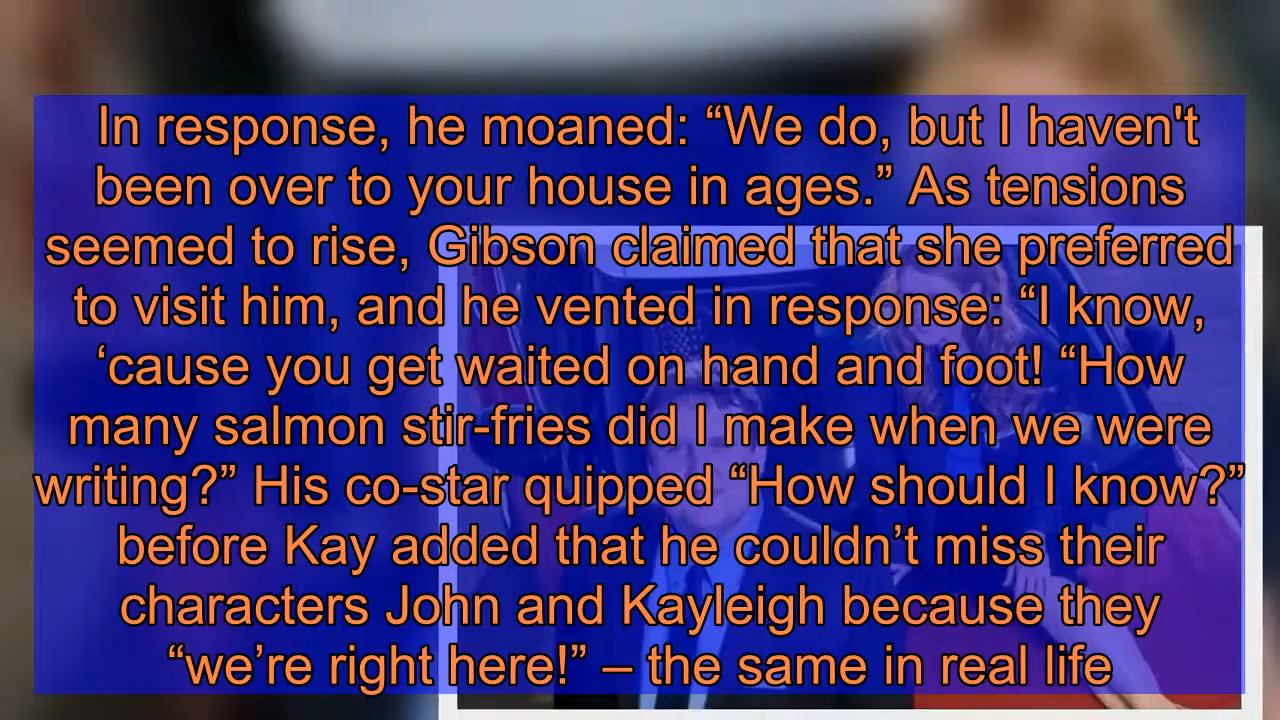 In response, he moaned: “We do, but I haven't
been over to your house in ages.” As tensions
seemed to rise, Gibson claimed that she preferred
to visit him, and he vented in response: “I know,
‘cause you get waited on hand and foot! “How
many salmon stir-fries did I make when we were
writing?” His co-star quipped “How should I know?”
before Kay added that he couldn’t miss their
characters John and Kayleigh because they
“we’re right here!” – the same in real life